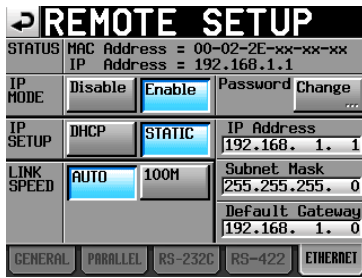 REMOTE SETUP
STATUS MAC Address = 00-02-2E-xx-xx-xx
IP Address = 192.168.1.1
IP MODE Disable Enable Password Change ...
IP SETUP DHCP STATIC IP Address
192.168. 1. 1
LINK SPEED AUTO 100M Subnet Mask
255.255.255. 0
Default Gateway
192.168. 1. 0
GENERAL PARALLEL RS-232C RS-422 ETHERNET